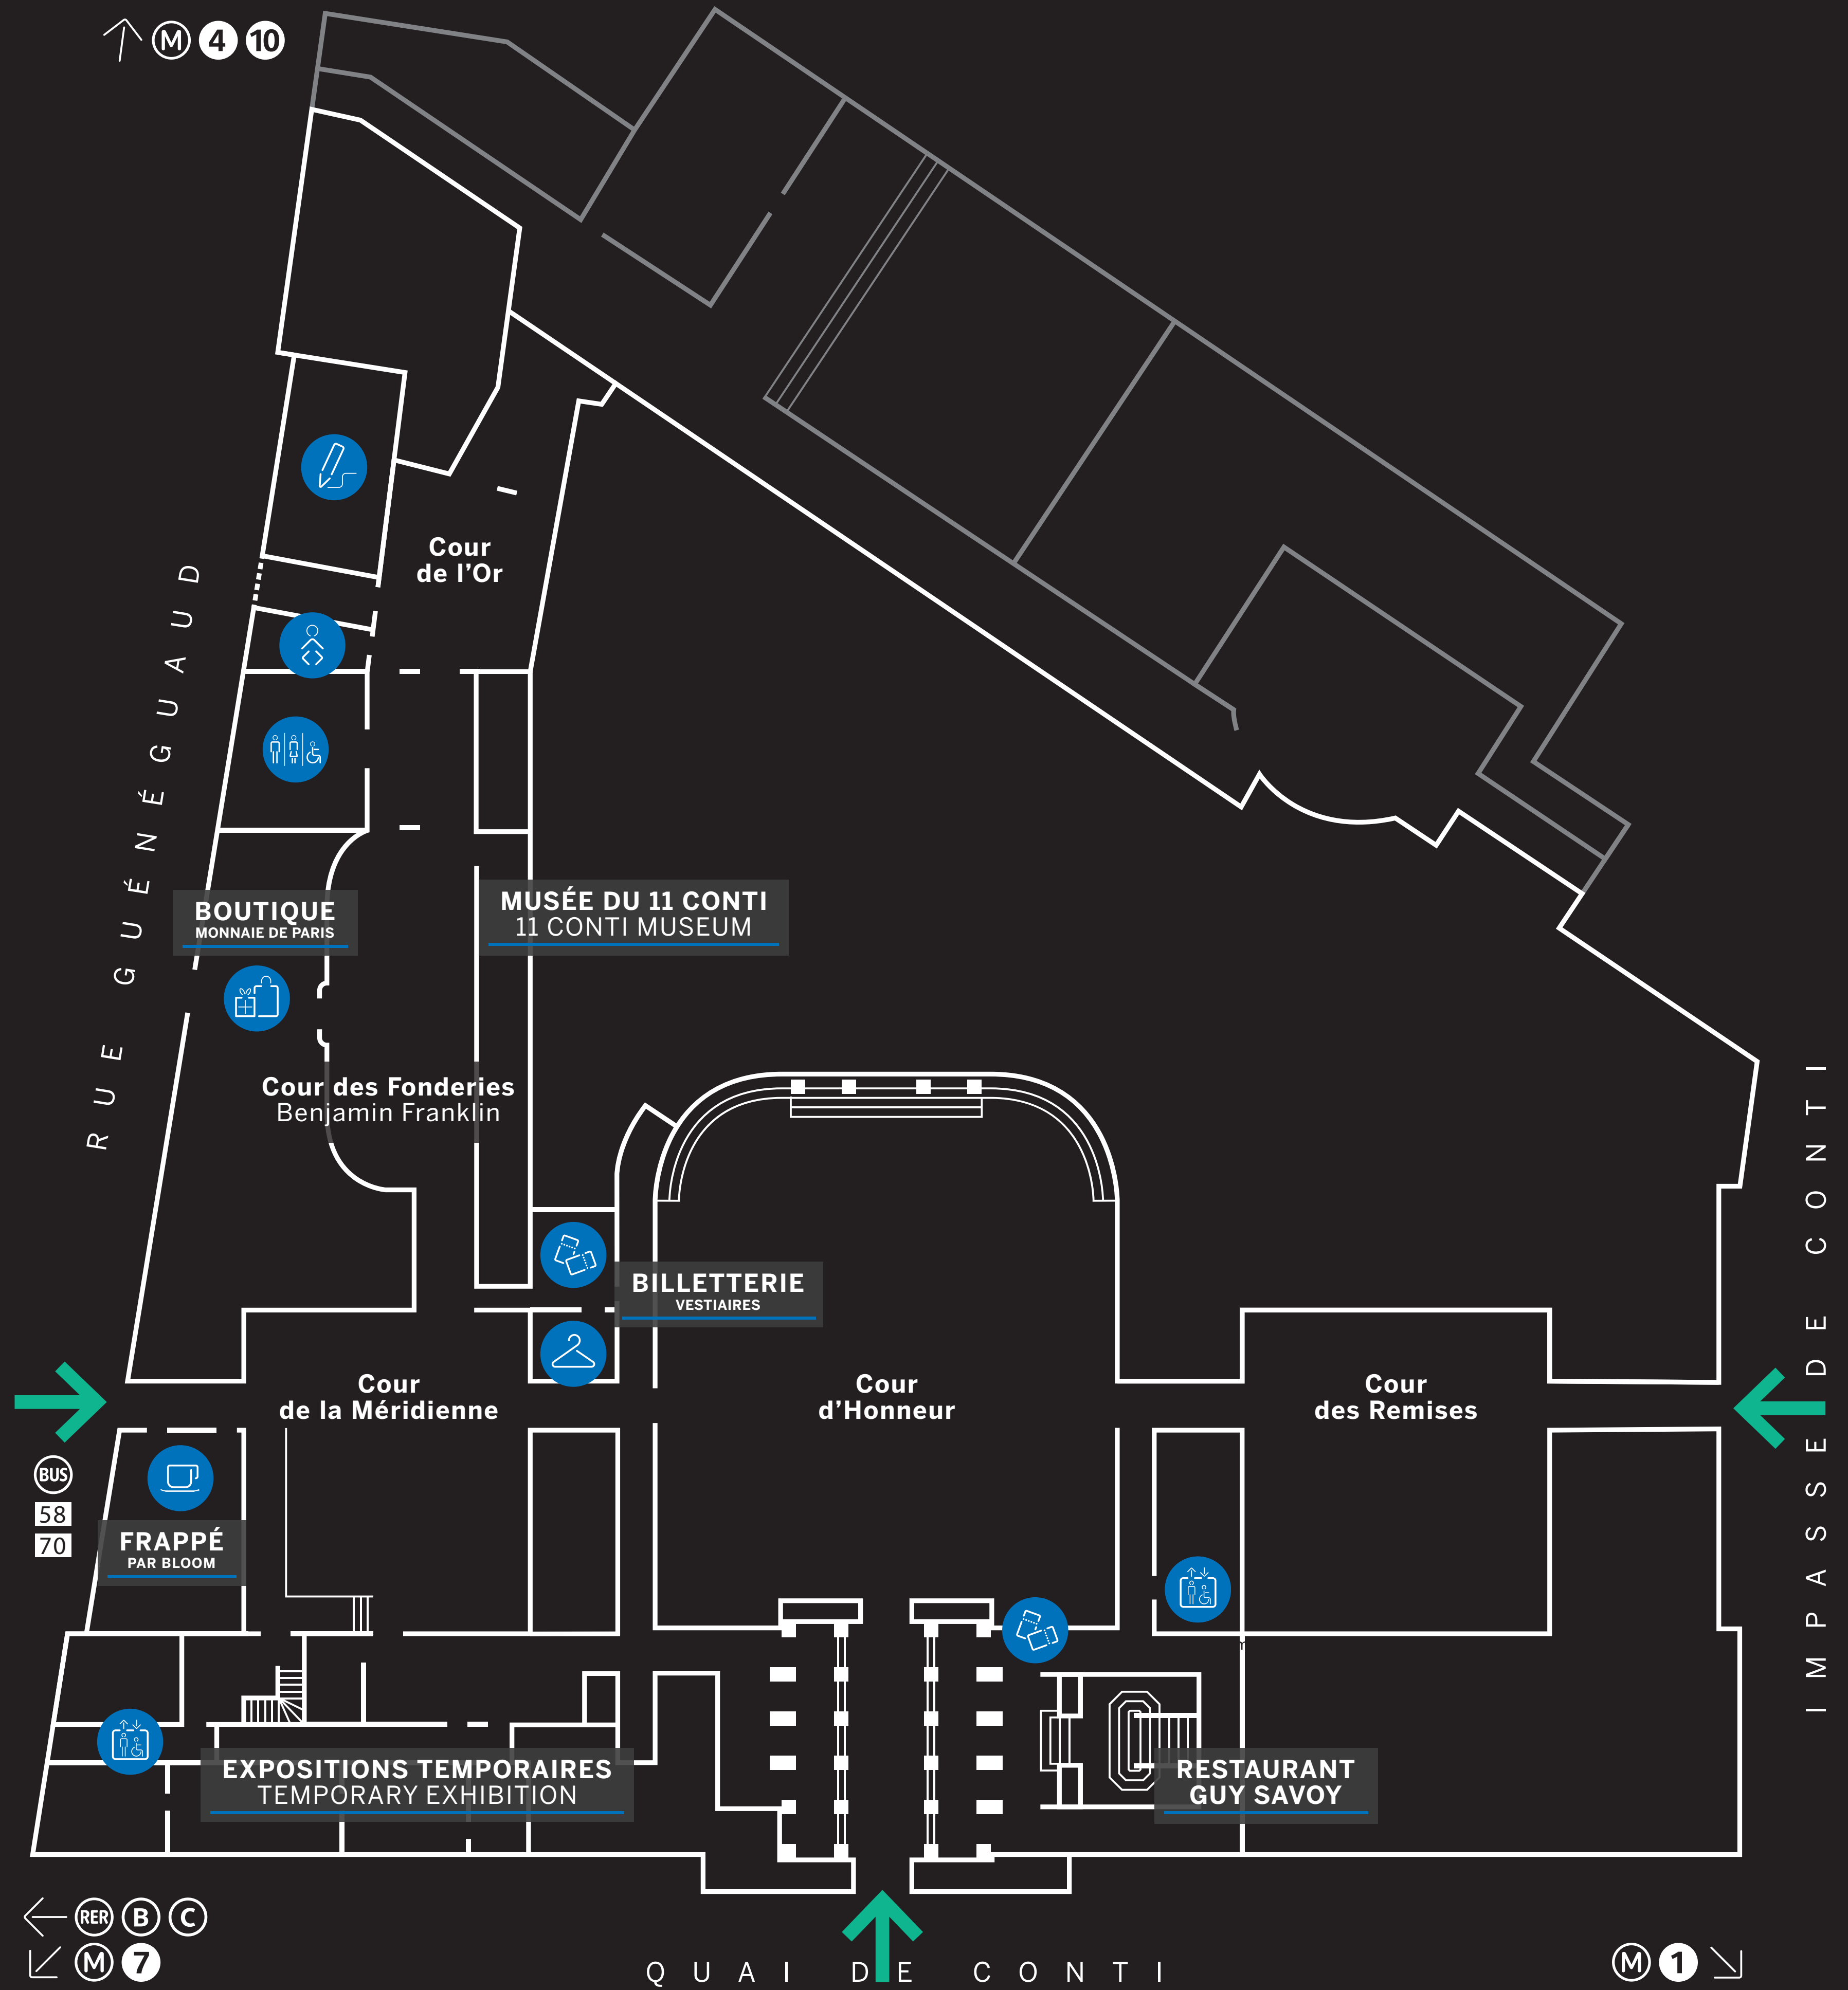 M 4 10
Cour
de l'Or
RUE GUÉNÉGUAUD
BOUTIQUE
MONNAIE DE PARIS
MUSÉE DU 11 CONTI
11 CONTI MUSEUM
Cour des Fonderies
Benjamin Franklin
BILLETTERIE
VESTIAIRES
Cour
de la Méridienne
Cour
d'Honneur
Cour
des Remises
IMPASSE DE CONTI
BUS
58
70
FRAPPÉ
PAR BLOOM
EXPOSITIONS TEMPORAIRES
TEMPORARY EXHIBITION
RESTAURANT
GUY SAVOY
RER B C
M 7
QUAI DE CONTI
M 1